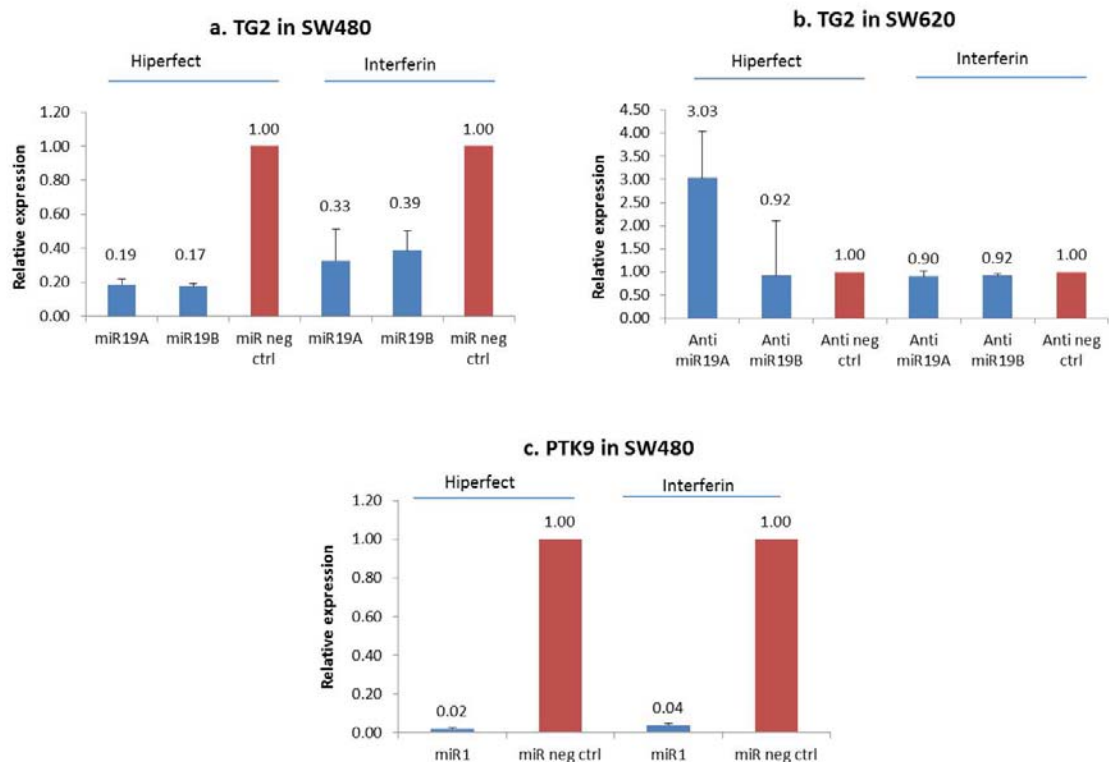 a. TG2 in SW480
Hiperfect Interferin
Relative expression
1.20
1.00
0.80
0.60
0.40
0.20
0.00
0.19 0.17 1.00 0.33 0.39 1.00
miR19A miR19B miR neg ctrl miR19A miR19B miR neg ctrl
b. TG2 in SW620
Hiperfect Interferin
Relative expression
4.50
4.00
3.50
3.00
2.50
2.00
1.50
1.00
0.50
0.00
3.03 0.92 1.00 0.90 0.92 1.00
Anti Anti Anti neg Anti Anti Anti neg
miR19A miR19B ctrl miR19A miR19B ctrl
c. PTK9 in SW480
Hiperfect Interferin
Relative expression
1.20
1.00
0.80
0.60
0.40
0.20
0.00
0.02 1.00 0.04 1.00
miR1 miR neg ctrl miR1 miR neg ctrl